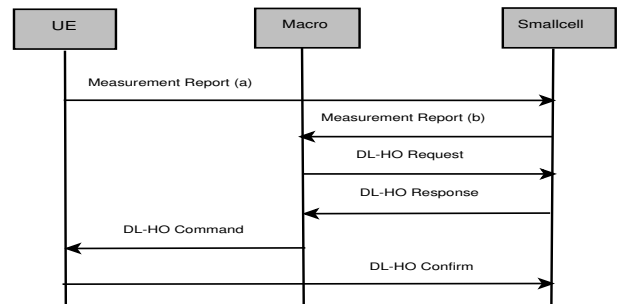 UE
Macro
Smallcell
Measurement Report (a)
Measurement Report (b)
DL-HO Request
DL-HO Response
DL-HO Command
DL-HO Confirm